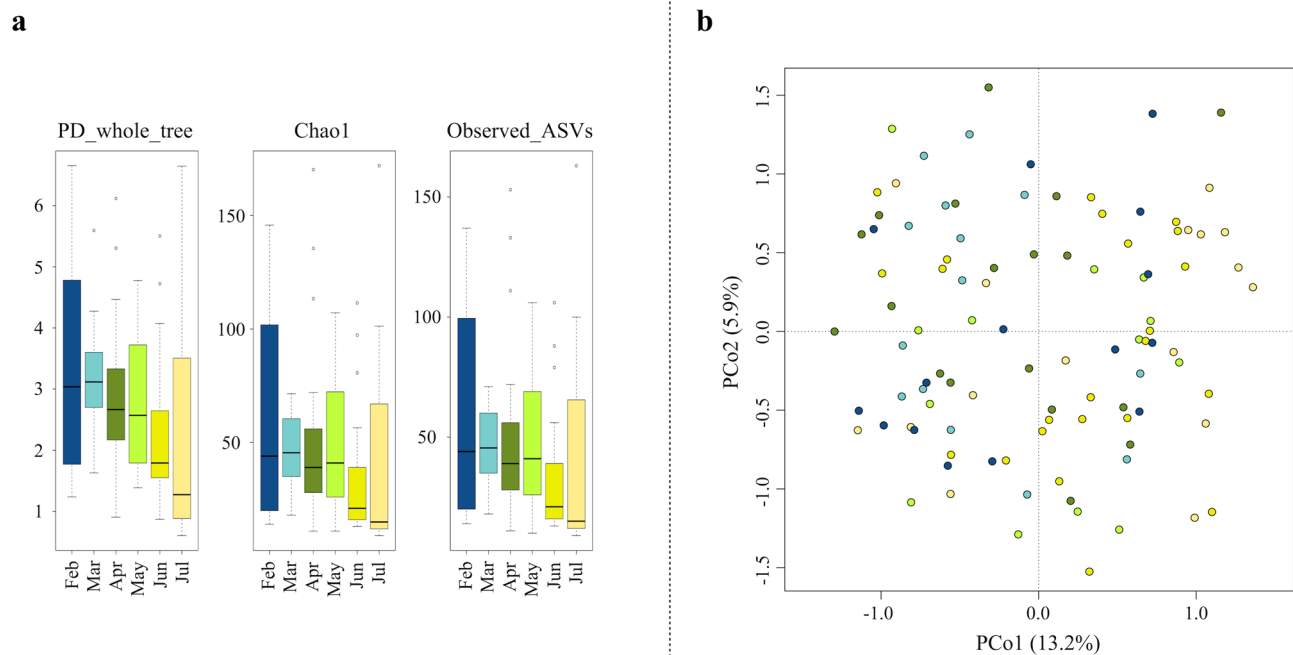 a
b
PD_whole_tree
Chao1
Observed_ASVs
6
5
4
3
2
1
150
100
50
150
100
50
Feb
Mar
Apr
May
Jun
Jul
Feb
Mar
Apr
May
Jun
Jul
Feb
Mar
Apr
May
Jun
Jul
PCo2 (5.9%)
1.5
1.0
0.5
0.0
-0.5
-1.0
-1.5
-1.0
0.0
1.0
PCo1 (13.2%)